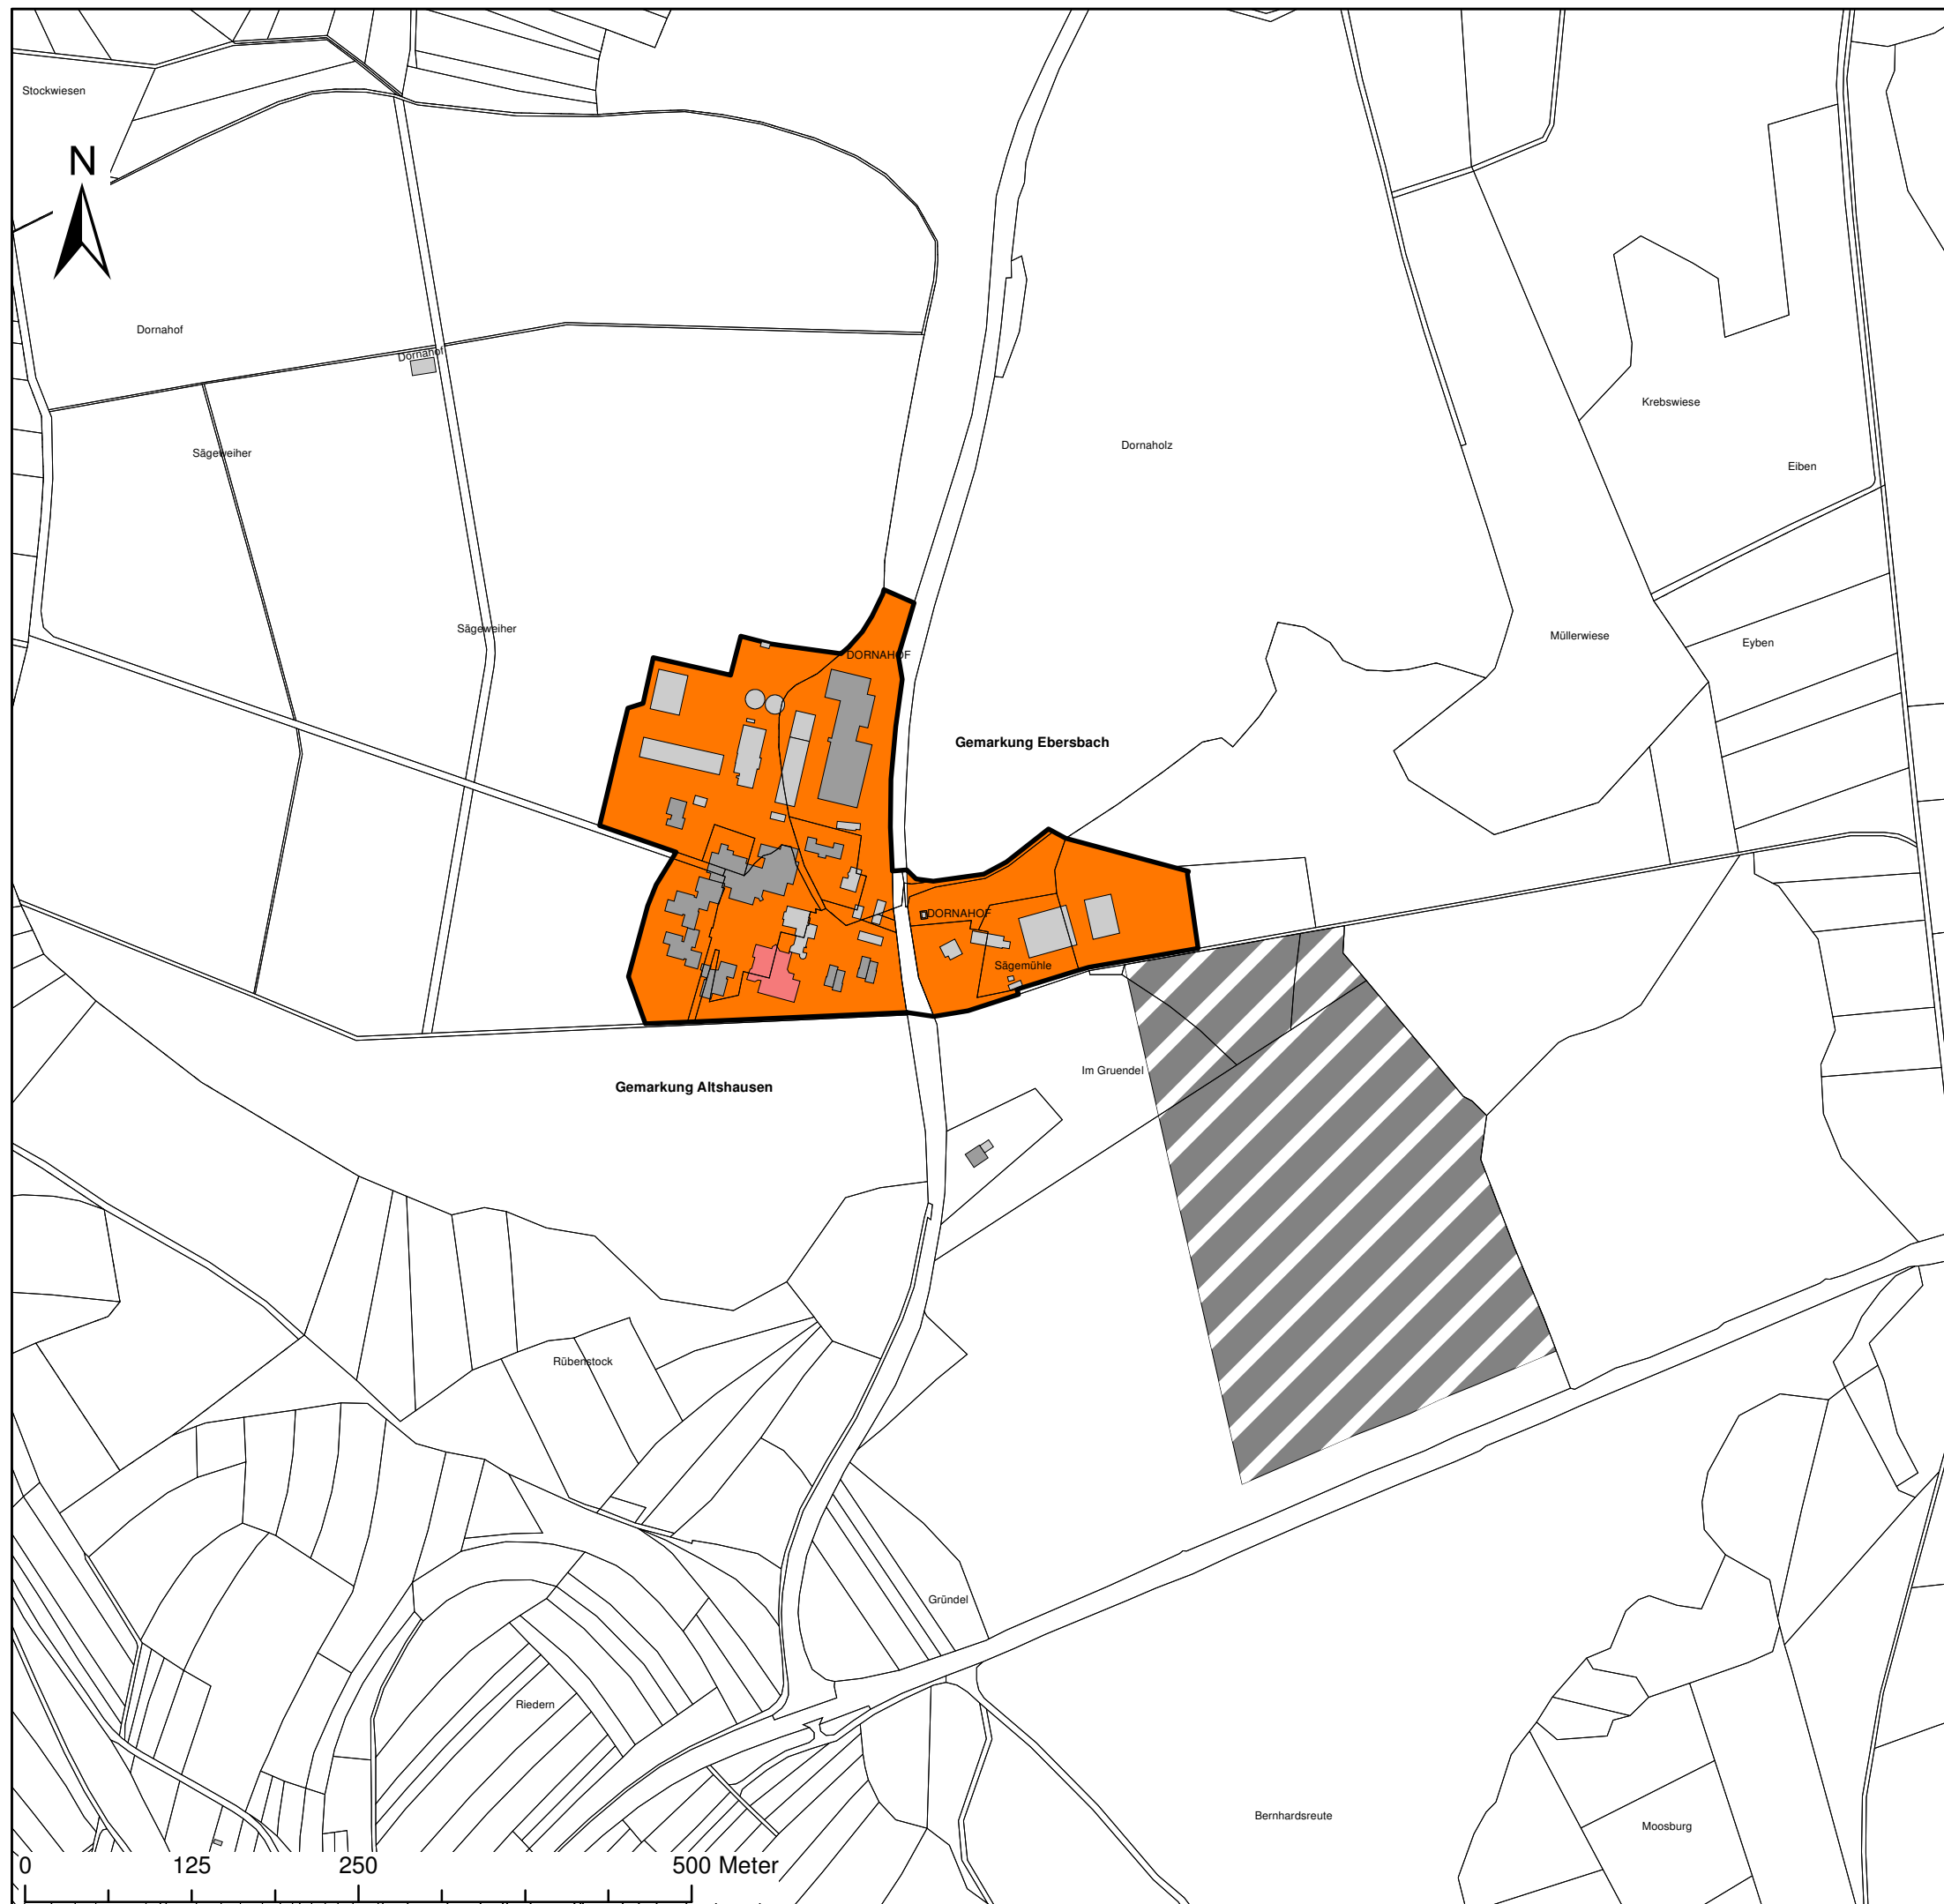 Stockwiesen
N
Dornahof
Dornahof
Krebswiese
Dornaholz
Sägeweiher
Eiben
Sägeweiher
Müllerwiese
Eyben
DORNAHOF
Gemarkung Ebersbach
DORNAHOF
Sägemühle
Im Gruendel
Gemarkung Altshausen
Rübenstock
Gründel
Riedern
Bernhardsreute
Moosburg
0 125 250 500 Meter